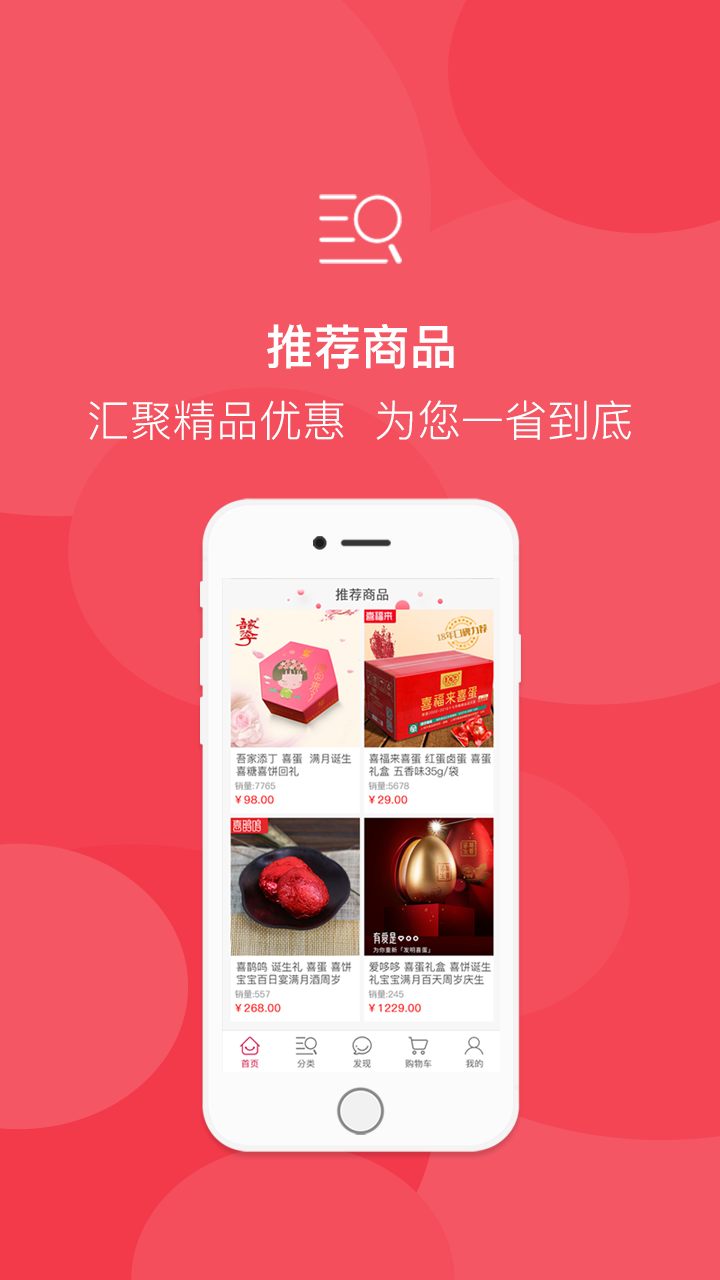 推荐商品
汇聚精品优惠 为您一省到底
推荐商品
吾家添丁
喜福来
18年口碑力荐
喜福来喜蛋
吾家添丁 喜蛋 满月诞生
喜糖喜饼回礼
销量:7765
¥98.00
喜福来喜蛋 红蛋卤蛋 喜蛋
礼盒 五香味35g/袋
销量:5678
¥29.00
喜鹊鸣
有爱是
为你重新「发明喜蛋」
喜鹊鸣 诞生礼 喜蛋 喜饼
宝宝百日宴满月酒周岁
销量:557
¥268.00
爱哆哆 喜蛋礼盒 喜饼诞生
礼宝宝满月百天周岁庆生
销量:245
¥1229.00
首页
分类
发现
购物车
我的